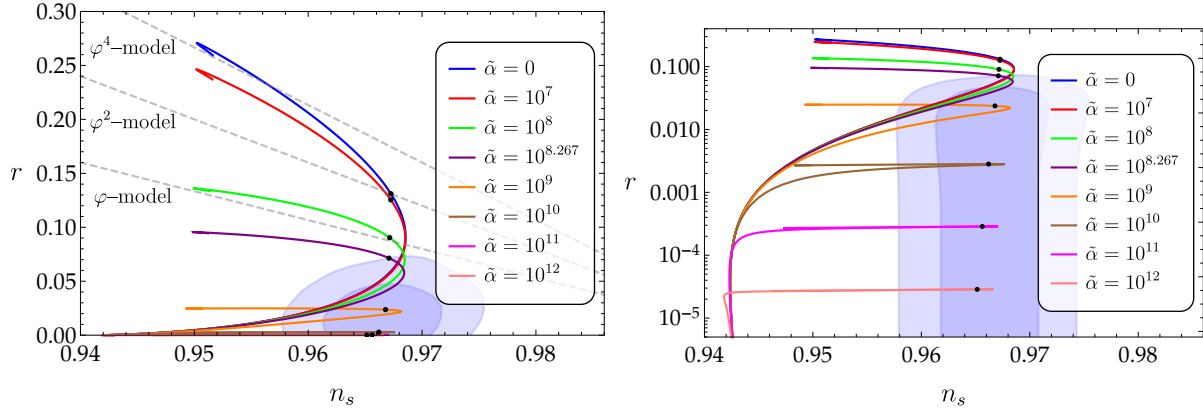 0.30
0.25
0.20
0.15
0.10
0.05
0.00
r
0.94
0.95
0.96
0.97
0.98
n_s
φ⁴–model
φ²–model
φ–model
α̃ = 0
α̃ = 10⁷
α̃ = 10⁸
α̃ = 10^8.267
α̃ = 10⁹
α̃ = 10¹⁰
α̃ = 10¹¹
α̃ = 10¹²
0.100
0.010
0.001
10⁻⁴
10⁻⁵
r
0.94
0.95
0.96
0.97
0.98
n_s
α̃ = 0
α̃ = 10⁷
α̃ = 10⁸
α̃ = 10^8.267
α̃ = 10⁹
α̃ = 10¹⁰
α̃ = 10¹¹
α̃ = 10¹²